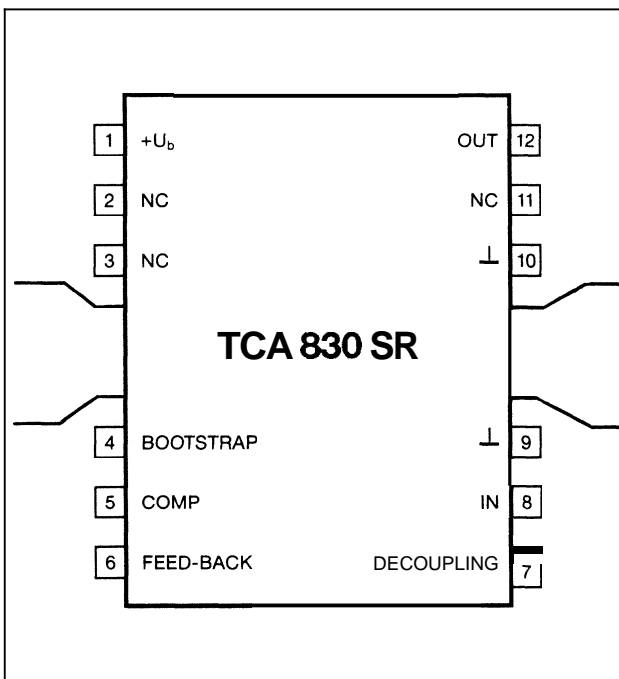 1 +Ub OUT 12
2 NC NC 11
3 NC ⊥ 10
TCA 830 SR
4 BOOTSTRAP ⊥ 9
5 COMP IN 8
6 FEED-BACK DECOUPLING 7